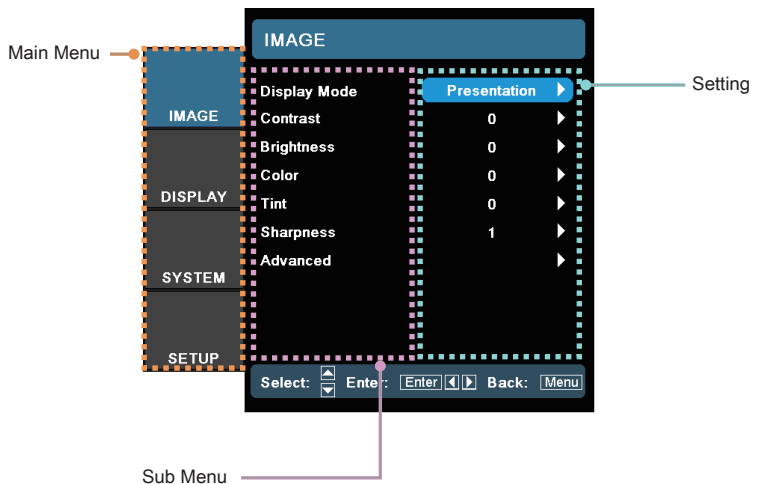 IMAGE
Main Menu
Setting
Display Mode Presentation
IMAGE
Contrast 0
Brightness 0
Color 0
DISPLAY
Tint 0
Sharpness 1
Advanced
SYSTEM
SETUP
Select: Enter: Enter Back: Menu
Sub Menu